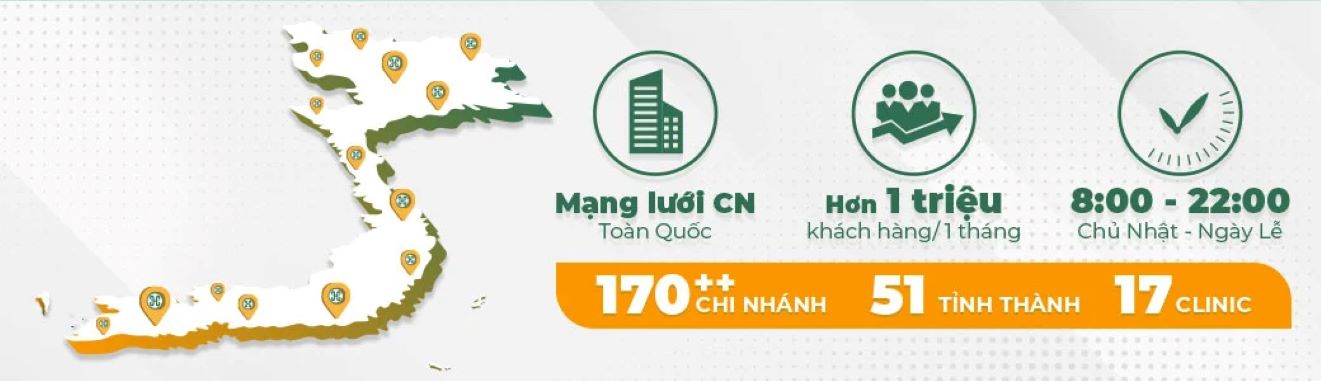 Mạng lưới CN
Toàn Quốc
Hơn 1 triệu
khách hàng/ 1 tháng
8:00 - 22:00
Chủ Nhật - Ngày Lễ
170++ CHI NHÁNH
51 TỈNH THÀNH
17 CLINIC